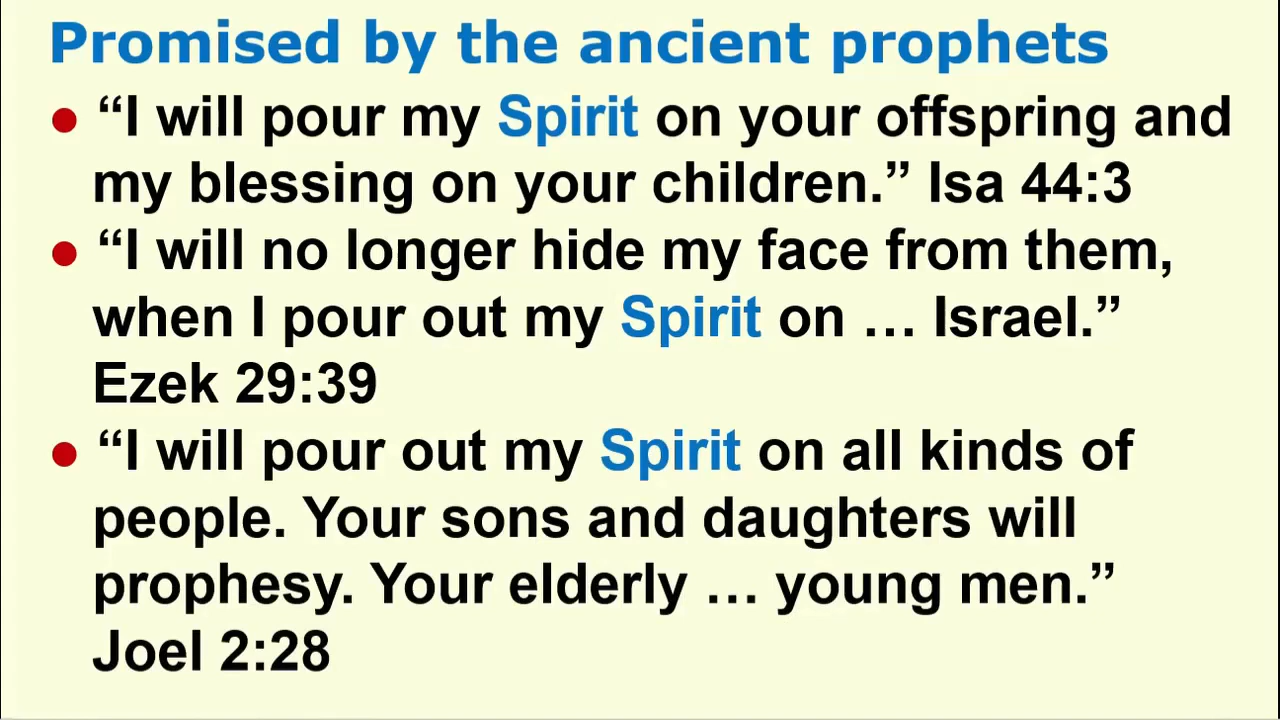 Promised by the ancient prophets
● “I will pour my Spirit on your offspring and
my blessing on your children.” Isa 44:3
● “I will no longer hide my face from them,
when I pour out my Spirit on … Israel.”
Ezek 29:39
● “I will pour out my Spirit on all kinds of
people. Your sons and daughters will
prophesy. Your elderly … young men.”
Joel 2:28